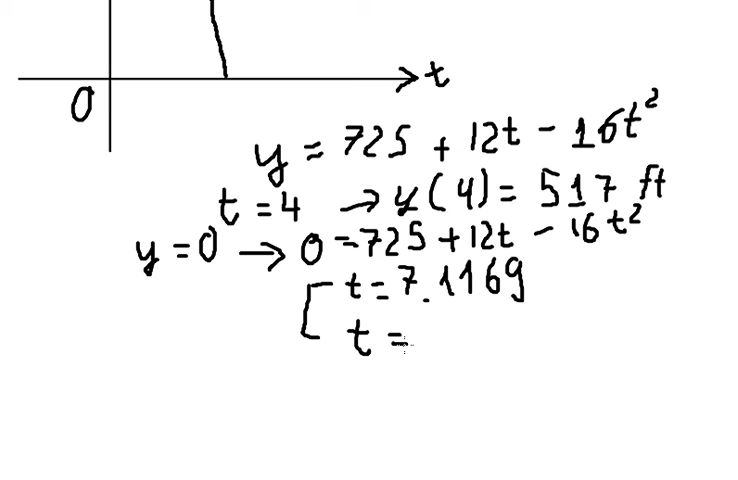 t
0
y = 725 + 12t - 16t²
t = 4 → y(4) = 517 ft
y = 0 → 0 = 725 + 12t - 16t²
t = 7.1169
t =